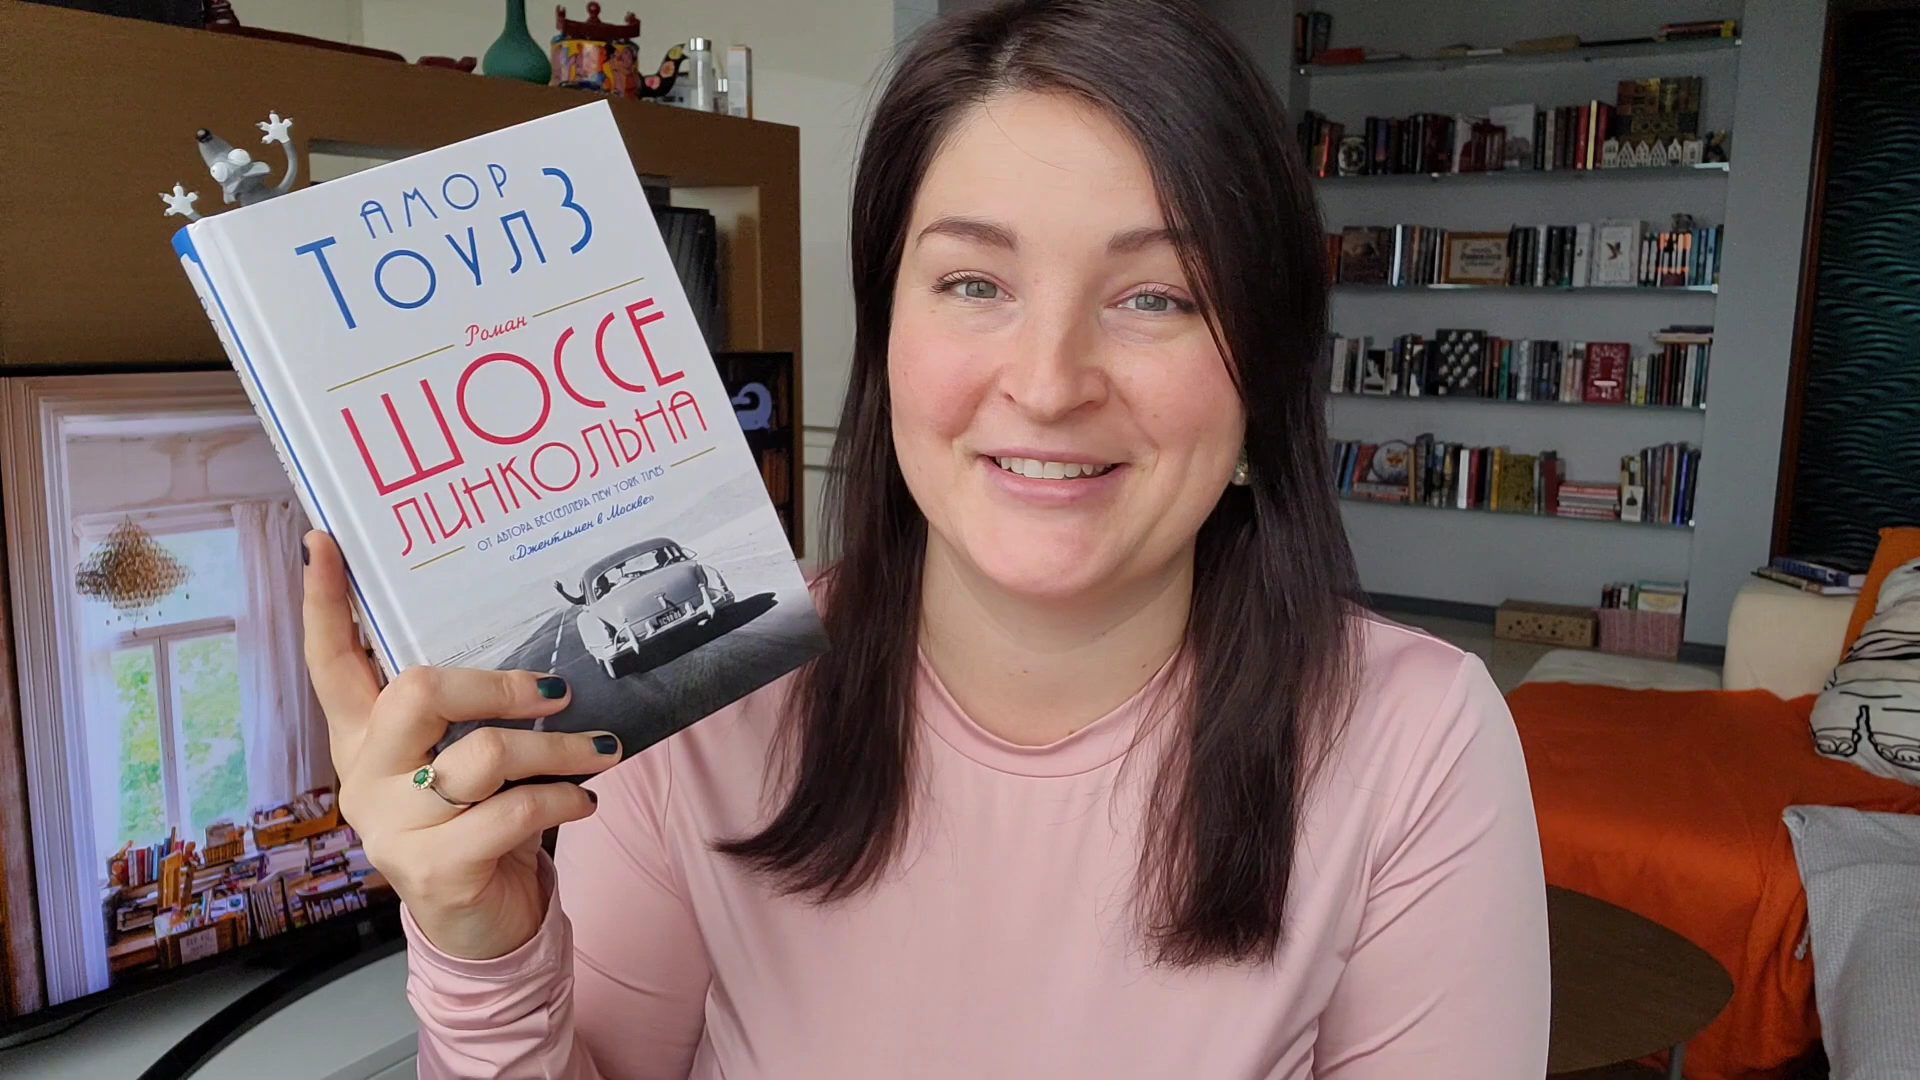 АМОР
ТОУЛЗ
Роман
ШОССЕ
ЛИНКОЛЬНА
ОТ АВТОРА БЕСТСЕЛЛЕРА NEW YORK TIMES
«Джентльмен в Москве»